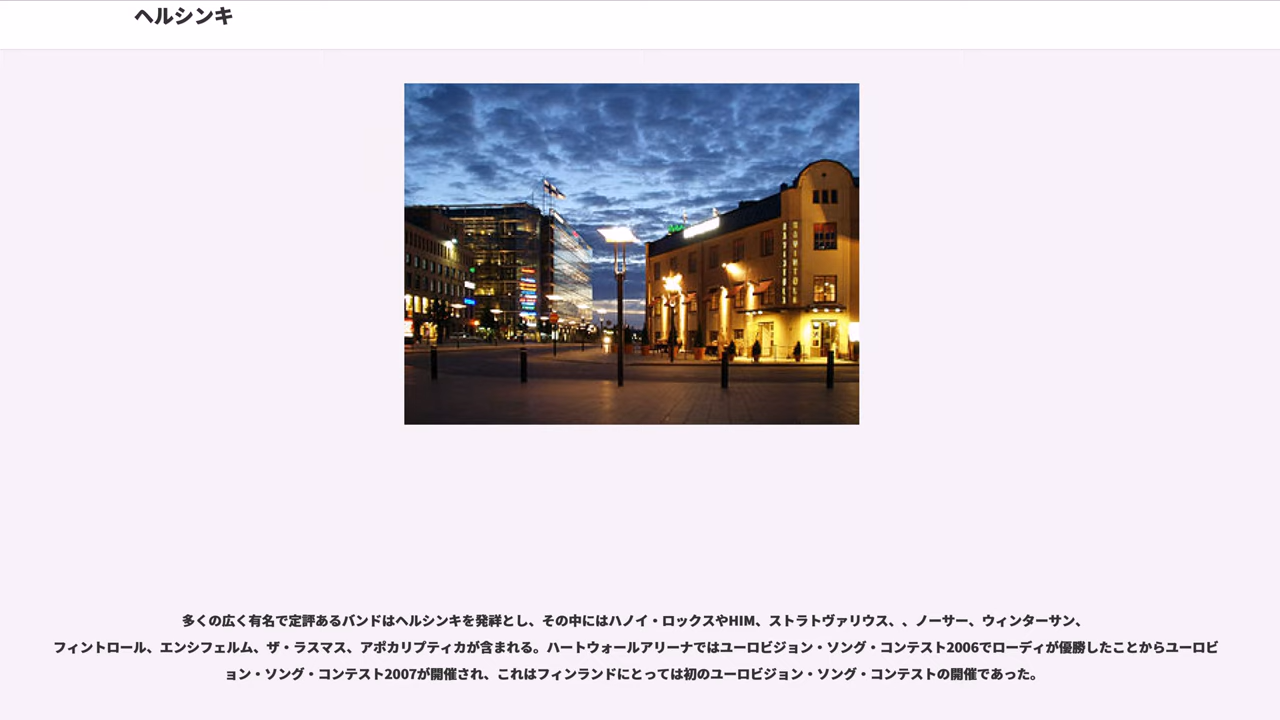 ヘルシンキ
多くの広く有名で定評あるバンドはヘルシンキを発祥とし、その中にはハノイ・ロックスやHIM、ストラトヴァリウス、、ノーサー、ウィンターサン、
フィントロール、エンシフェルム、ザ・ラスマス、アポカリプティカが含まれる。ハートウォールアリーナではユーロビジョン・ソング・コンテスト2006でローディが優勝したことからユーロビ
ョン・ソング・コンテスト2007が開催され、これはフィンランドにとっては初のユーロビジョン・ソング・コンテストの開催であった。